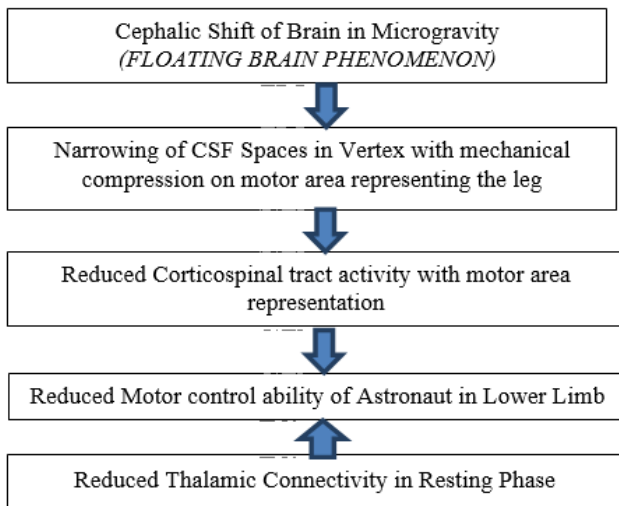 Cephalic Shift of Brain in Microgravity
(FLOATING BRAIN PHENOMENON)
Narrowing of CSF Spaces in Vertex with mechanical
compression on motor area representing the leg
Reduced Corticospinal tract activity with motor area
representation
Reduced Motor control ability of Astronaut in Lower Limb
Reduced Thalamic Connectivity in Resting Phase